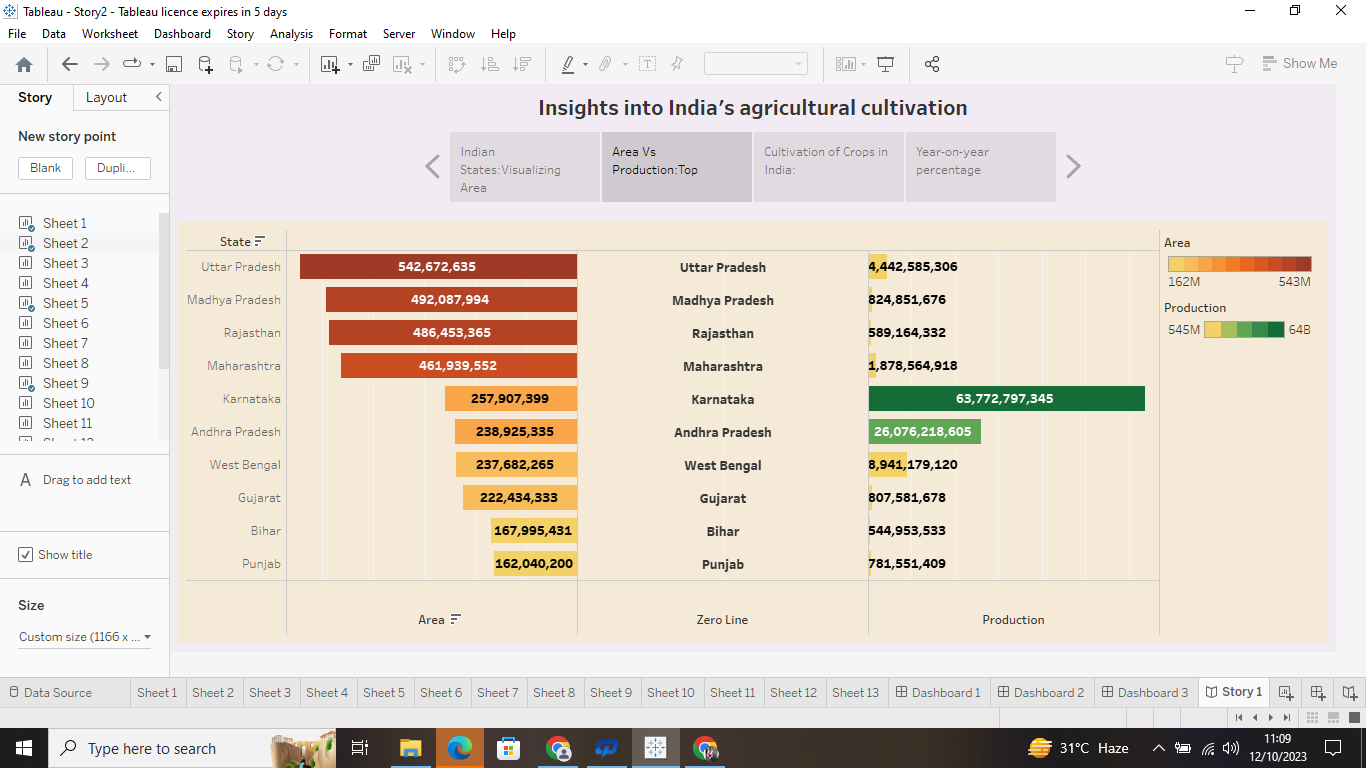 Tableau - Story2 - Tableau licence expires in 5 days
File Data Worksheet Dashboard Story Analysis Format Server Window Help
Show Me
Story Layout
New story point
Blank Dupli...
Sheet 1
Sheet 2
Sheet 3
Sheet 4
Sheet 5
Sheet 6
Sheet 7
Sheet 8
Sheet 9
Sheet 10
Sheet 11
A Drag to add text
Show title
Size
Custom size (1166 x ...
Insights into India’s agricultural cultivation
Indian
States:Visualizing
Area
Area Vs
Production:Top
Cultivation of Crops in
India:
Year-on-year
percentage
State
Uttar Pradesh 542,672,635 Uttar Pradesh 4,442,585,306
Madhya Pradesh 492,087,994 Madhya Pradesh 824,851,676
Rajasthan 486,453,365 Rajasthan 589,164,332
Maharashtra 461,939,552 Maharashtra 1,878,564,918
Karnataka 257,907,399 Karnataka 63,772,797,345
Andhra Pradesh 238,925,335 Andhra Pradesh 26,076,218,605
West Bengal 237,682,265 West Bengal 8,941,179,120
Gujarat 222,434,333 Gujarat 807,581,678
Bihar 167,995,431 Bihar 544,953,533
Punjab 162,040,200 Punjab 781,551,409
Area Zero Line Production
Area
162M 543M
Production
545M 64B
Data Source Sheet 1 Sheet 2 Sheet 3 Sheet 4 Sheet 5 Sheet 6 Sheet 7 Sheet 8 Sheet 9 Sheet 10 Sheet 11 Sheet 12 Sheet 13 Dashboard 1 Dashboard 2 Dashboard 3 Story 1
Type here to search
31°C Haze
11:09
12/10/2023